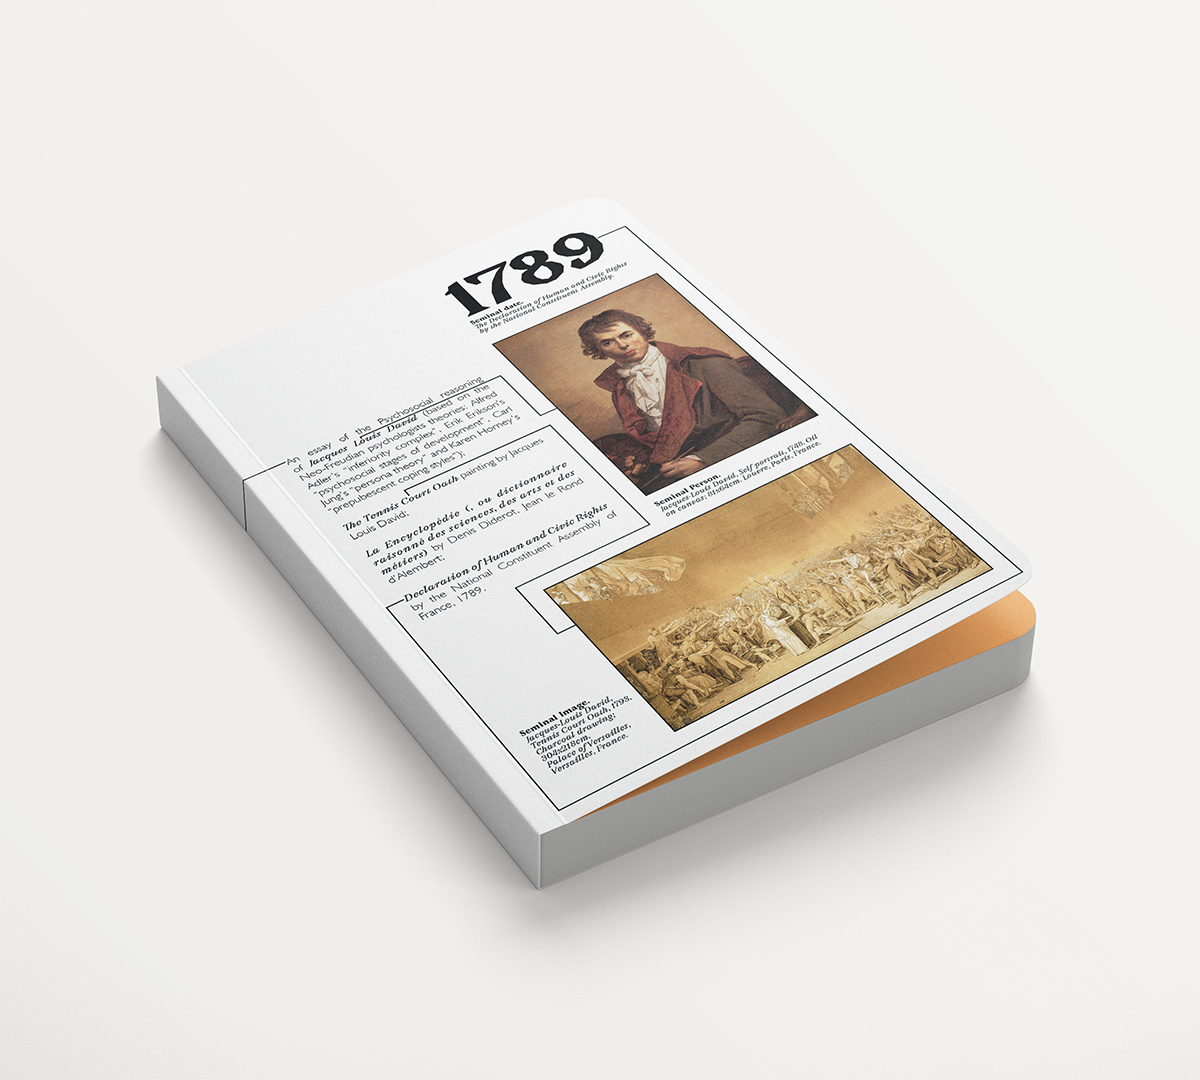 1789
Seminal date.
The Declaration of Human and Civic Rights
by the National Constituent Assembly.
An essay of the Psychosocial reasoning
of Jacques Louis David (based on the
Neo-Freudian psychologists theories: Alfred
Adler's "inferiority complex", Erik Erikson's
"psychosocial stages of development", Carl
Jung's "persona theory" and Karen Horney's
"prepubescent coping styles");
The Tennis Court Oath painting by Jacques
Louis David;
La Encyclopédie (, ou dictionnaire
raisonné des sciences, des arts et des
métiers) by Denis Diderot, Jean le Rond
d'Alembert;
Declaration of Human and Civic Rights
by the National Constituent Assembly of
France, 1789.
Seminal Person.
Jacques Louis David, Self portrait, 1748. Oil
on canvas; 81x64cm. Louvre, Paris, France.
Seminal Image.
Jacques-Louis David,
Tennis Court Oath, 1793.
Charcoal drawing;
304x218cm.
Palace of Versailles,
Versailles, France.